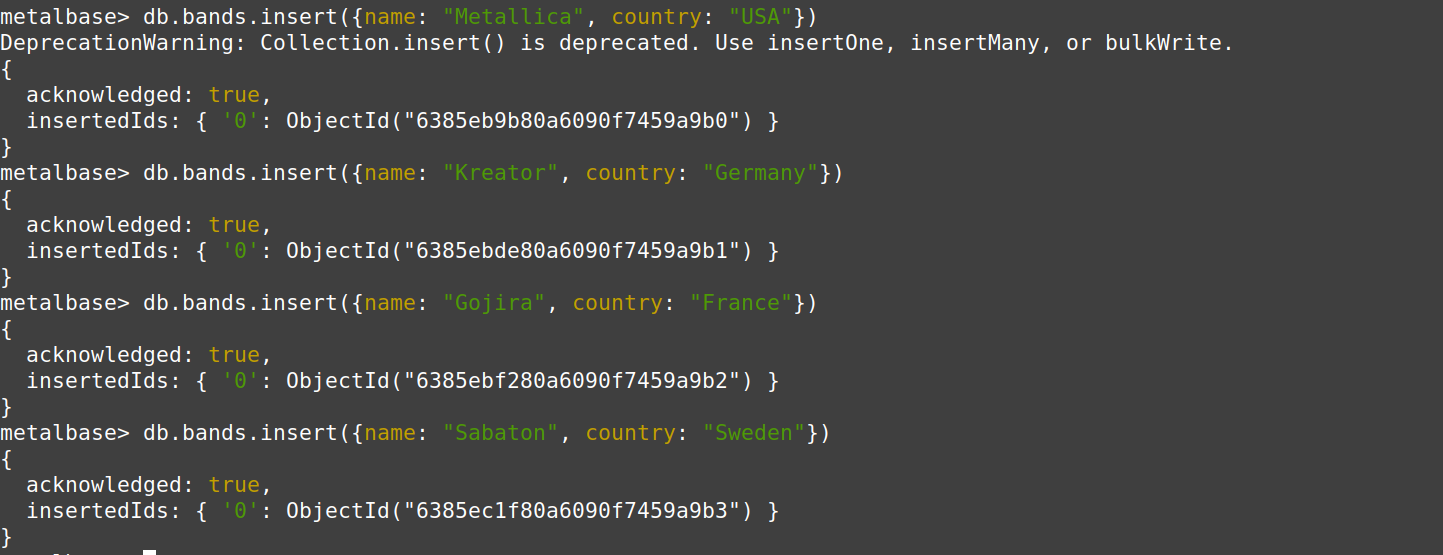 metalbase> db.bands.insert({name: "Metallica", country: "USA"})
DeprecationWarning: Collection.insert() is deprecated. Use insertOne, insertMany, or bulkWrite.
{
  acknowledged: true,
  insertedIds: { '0': ObjectId("6385eb9b80a6090f7459a9b0") }
}
metalbase> db.bands.insert({name: "Kreator", country: "Germany"})
{
  acknowledged: true,
  insertedIds: { '0': ObjectId("6385ebde80a6090f7459a9b1") }
}
metalbase> db.bands.insert({name: "Gojira", country: "France"})
{
  acknowledged: true,
  insertedIds: { '0': ObjectId("6385ebf280a6090f7459a9b2") }
}
metalbase> db.bands.insert({name: "Sabaton", country: "Sweden"})
{
  acknowledged: true,
  insertedIds: { '0': ObjectId("6385ec1f80a6090f7459a9b3") }
}